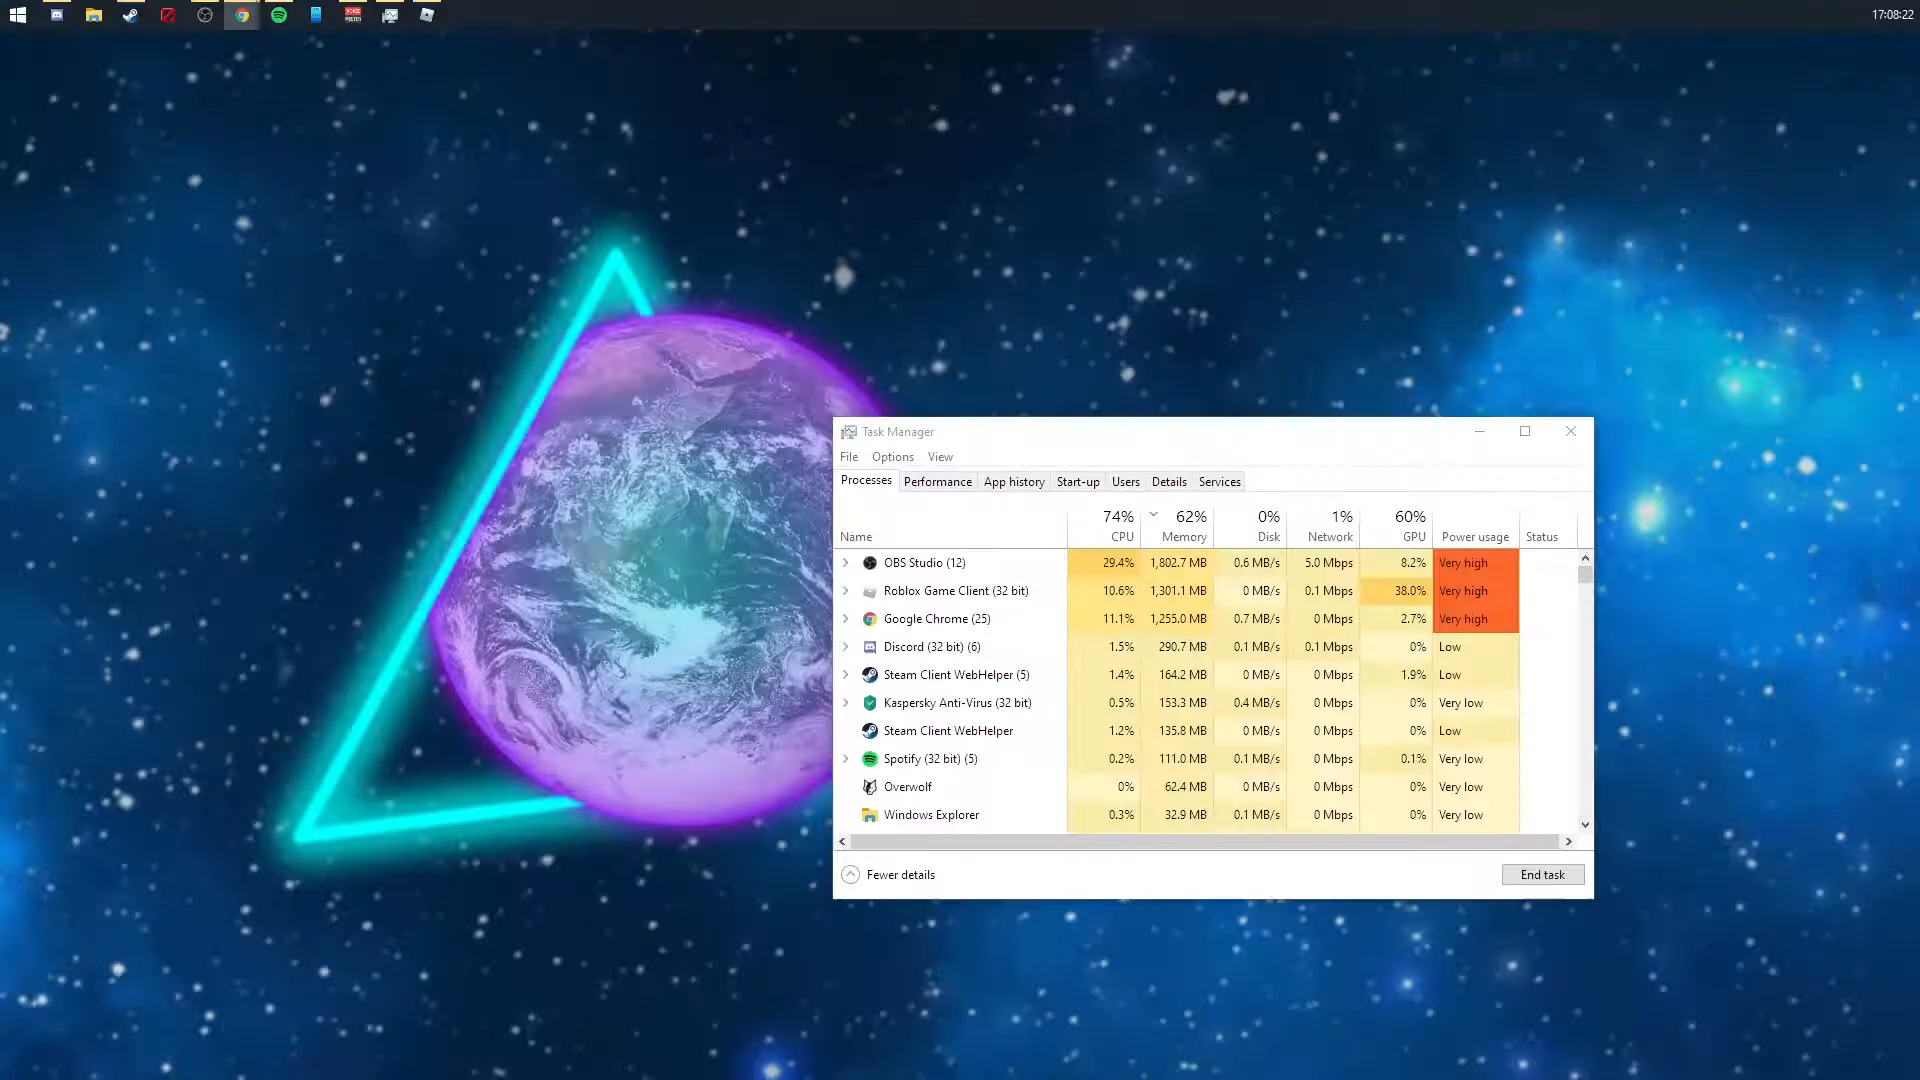 17:08:22
VOICE
MEETER
Task Manager
File Options View
Processes Performance App history Start-up Users Details Services
74% 62% 0% 1% 60%
Name CPU Memory Disk Network GPU Power usage Status
OBS Studio (12) 29.4% 1,802.7 MB 0.6 MB/s 5.0 Mbps 8.2% Very high
Roblox Game Client (32 bit) 10.6% 1,301.1 MB 0 MB/s 0.1 Mbps 38.0% Very high
Google Chrome (25) 11.1% 1,255.0 MB 0.7 MB/s 0 Mbps 2.7% Very high
Discord (32 bit) (6) 1.5% 290.7 MB 0.1 MB/s 0.1 Mbps 0% Low
Steam Client WebHelper (5) 1.4% 164.2 MB 0 MB/s 0 Mbps 1.9% Low
Kaspersky Anti-Virus (32 bit) 0.5% 153.3 MB 0.4 MB/s 0 Mbps 0% Very low
Steam Client WebHelper 1.2% 135.8 MB 0 MB/s 0 Mbps 0% Low
Spotify (32 bit) (5) 0.2% 111.0 MB 0.1 MB/s 0 Mbps 0.1% Very low
Overwolf 0% 62.4 MB 0 MB/s 0 Mbps 0% Very low
Windows Explorer 0.3% 32.9 MB 0.1 MB/s 0 Mbps 0% Very low
Fewer details End task